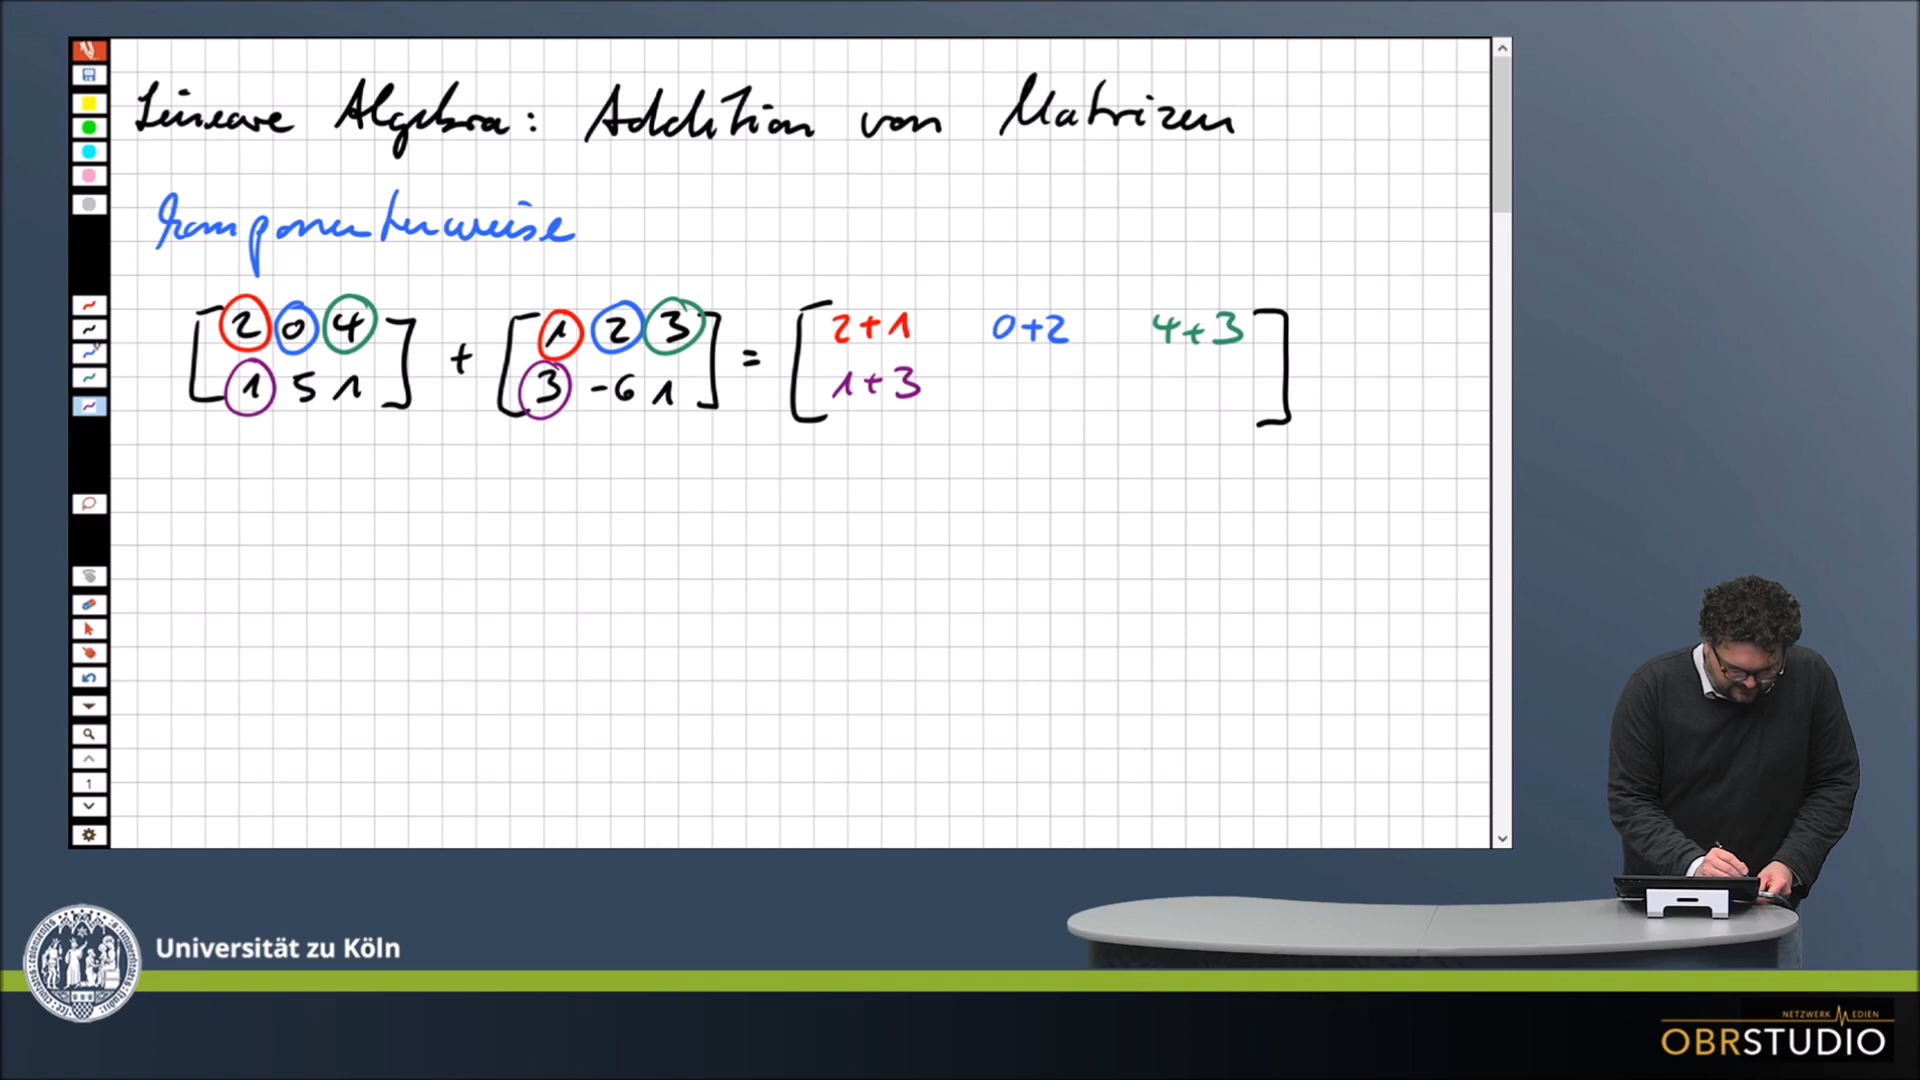 Lineare Algebra: Addition von Matrizen
komponentenweise
[2 0 4] + [1 2 3] = [2+1 0+2 4+3]
[1 5 1] [3 -6 1] [1+3 ]
1
Universität zu Köln
NETZWERK MEDIEN
OBRSTUDIO